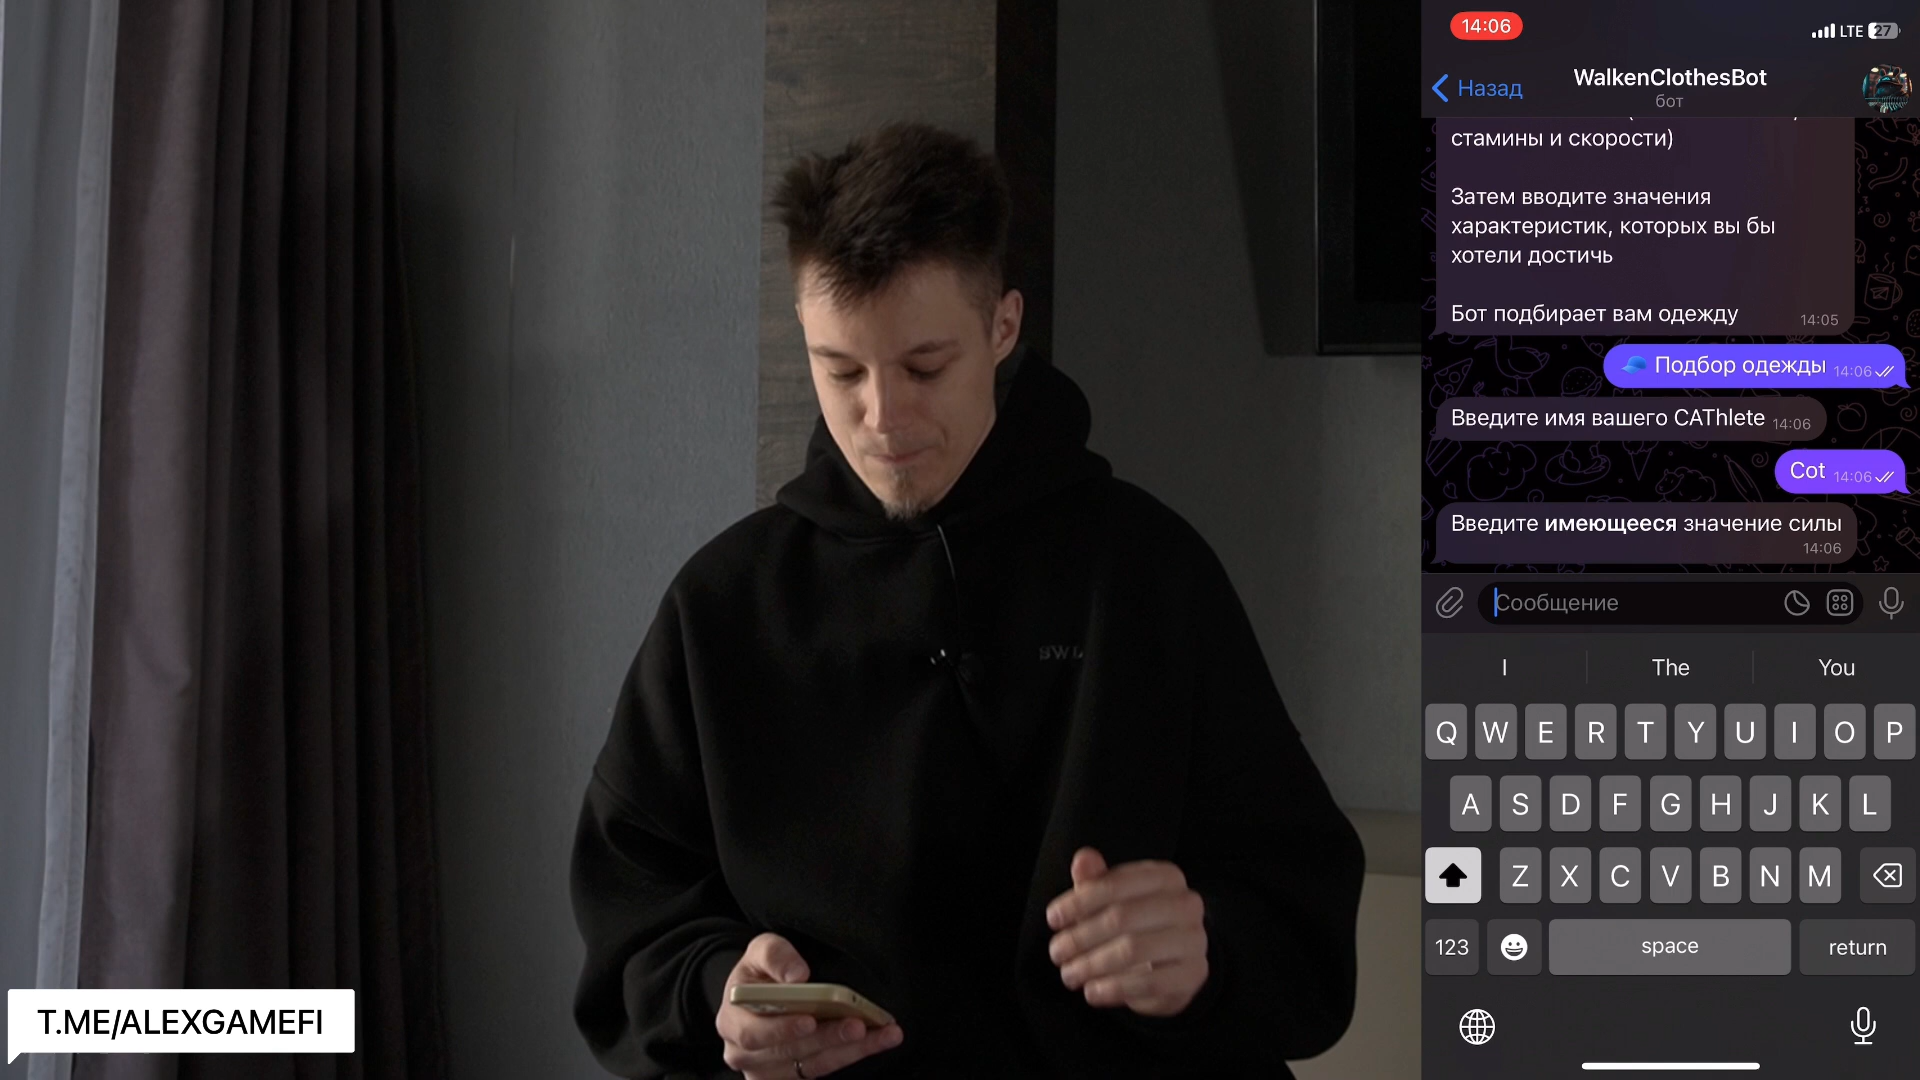 14:06
LTE 27
Назад
WalkenClothesBot
бот
стамины и скорости)
Затем вводите значения
характеристик, которых вы бы
хотели достичь
Бот подбирает вам одежду 14:05
Подбор одежды 14:06
Введите имя вашего CAThlete 14:06
Cot 14:06
Введите имеющееся значение силы
14:06
Сообщение
I The You
Q W E R T Y U I O P
A S D F G H J K L
Z X C V B N M
123 space return
T.ME/ALEXGAMEFI